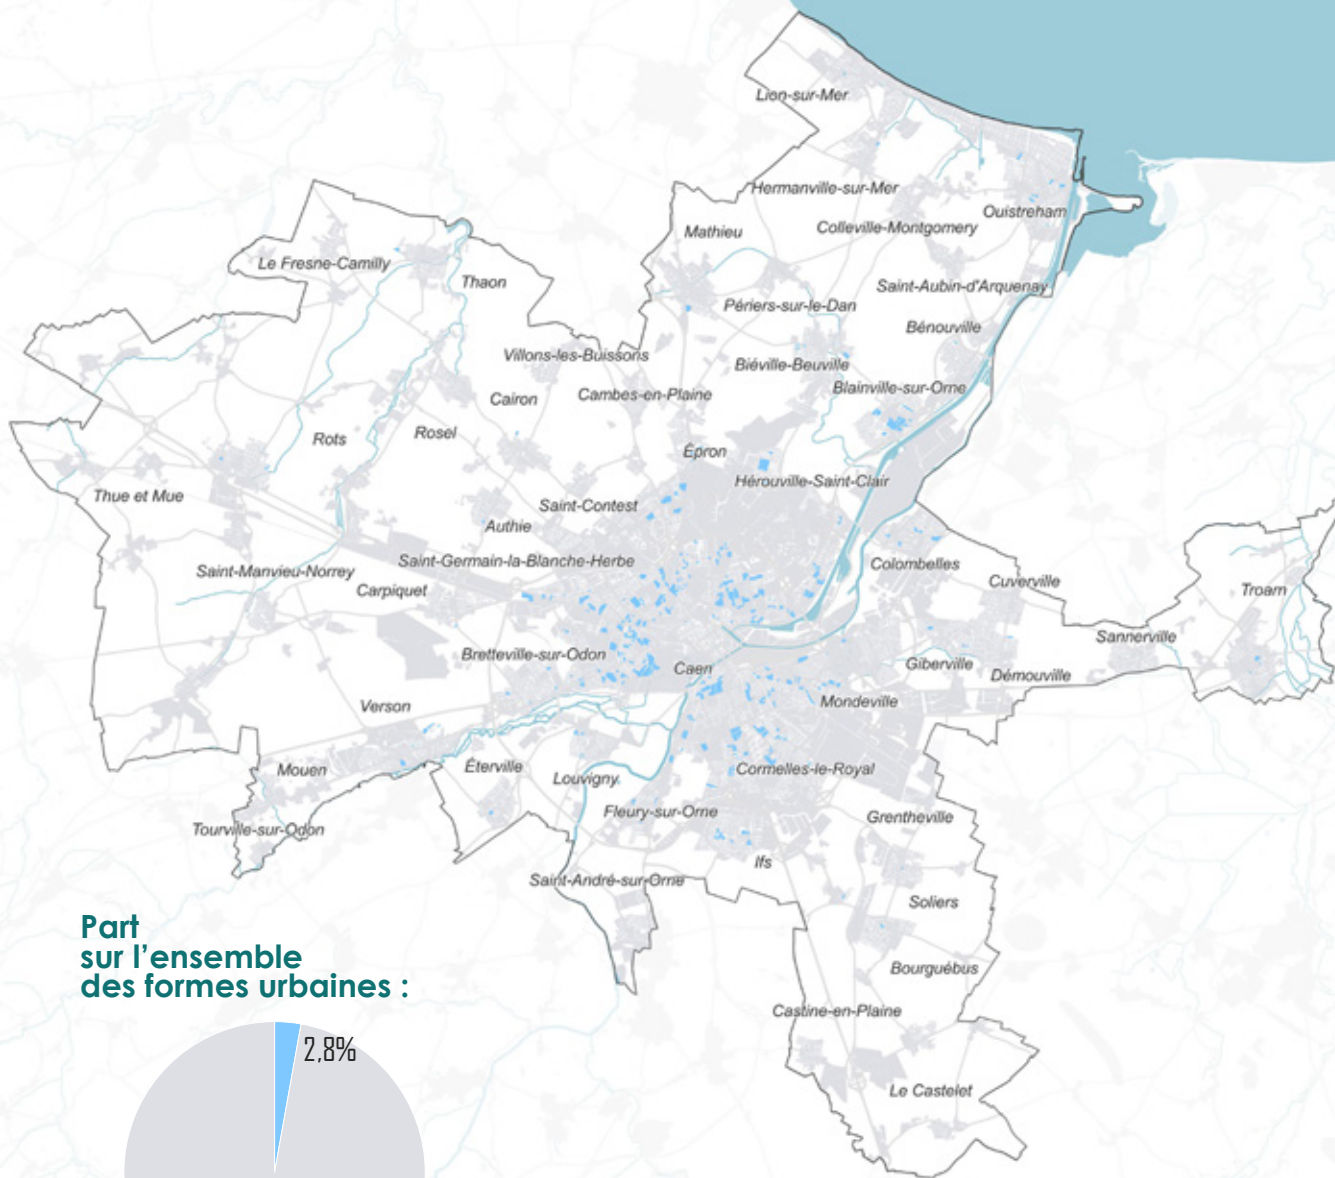 Lion-sur-Mer
Hermanville-sur-Mer
Ouistreham
Colleville-Montgomery
Mathieu
Le Fresne-Camilly
Thaon
Saint-Aubin-d'Arquenay
Périers-sur-le-Dan
Bénouville
Villons-les-Buissons
Biéville-Beuville
Blainville-sur-Orne
Cairon
Cambes-en-Plaine
Rots
Rosel
Épron
Hérouville-Saint-Clair
Thue et Mue
Saint-Contest
Authie
Saint-Germain-la-Blanche-Herbe
Colombelles
Saint-Manvieu-Norrey
Cuverville
Carpiquet
Troarn
Sannerville
Bretteville-sur-Odon
Caen
Giberville
Démouville
Verson
Mondeville
Mouen
Éterville
Louvigny
Cormelles-le-Royal
Fleury-sur-Orne
Grentheville
Tourville-sur-Odon
Ifs
Saint-André-sur-Orne
Soliers
Part
sur l'ensemble
des formes urbaines :
Bourguébus
Castine-en-Plaine
2,8%
Le Castelet